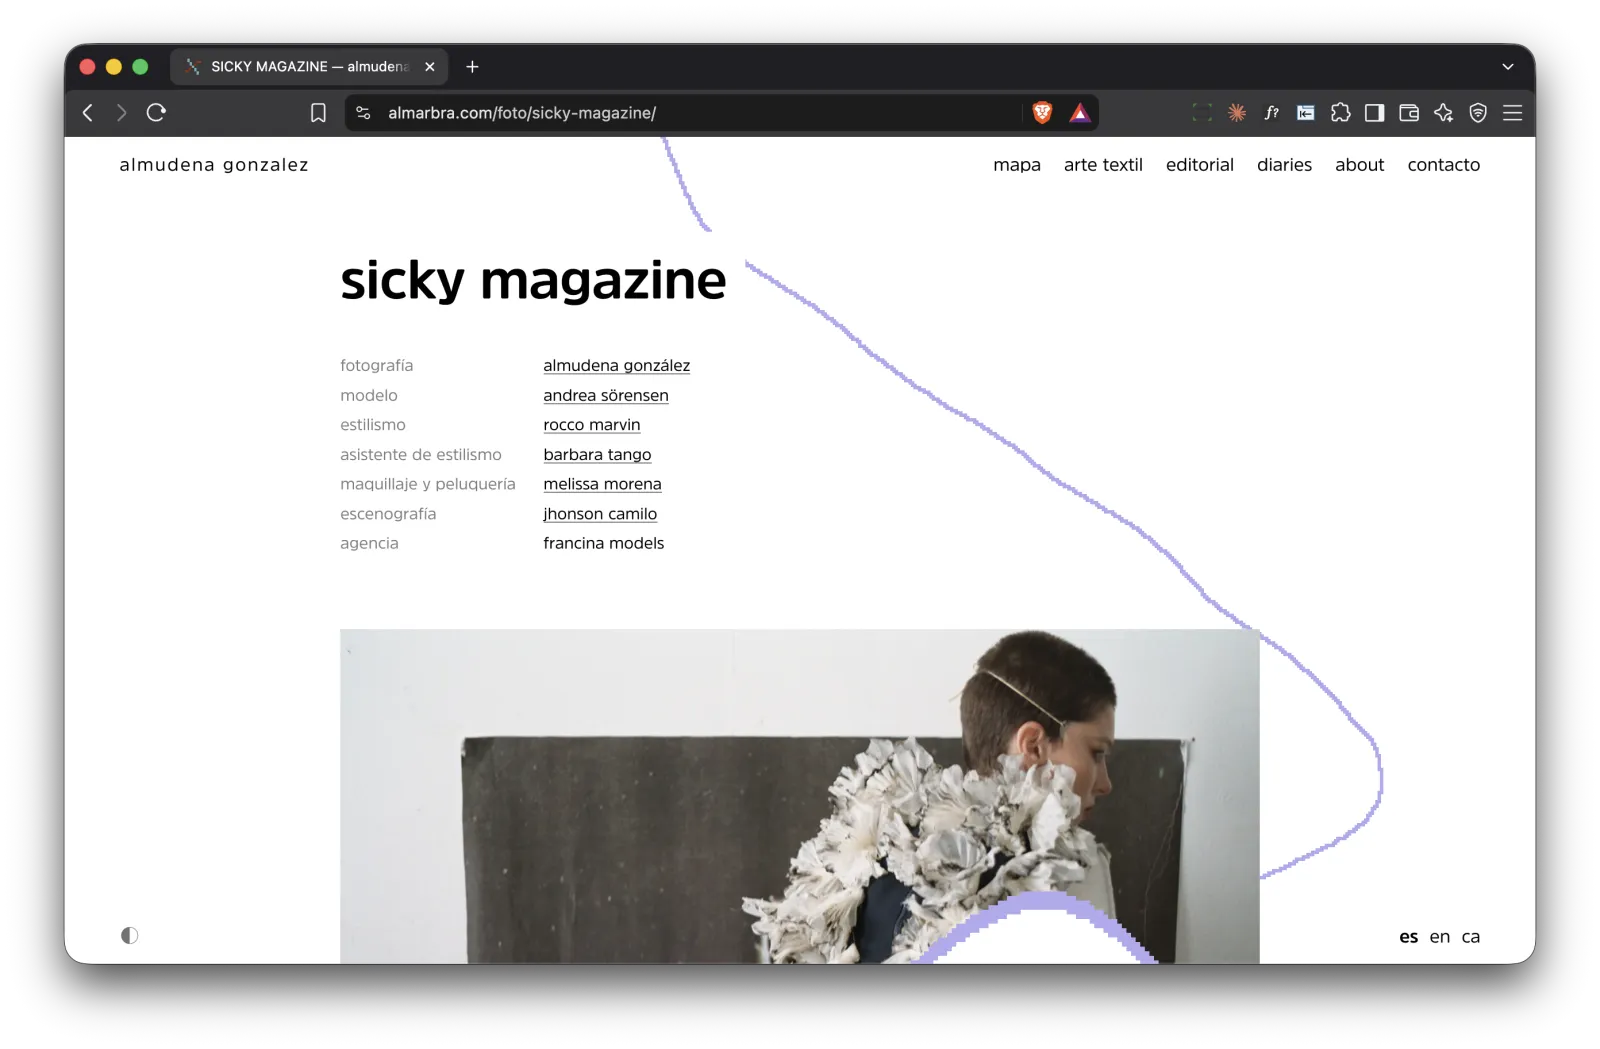 SICKY MAGAZINE — almudena
almarbra.com/foto/sicky-magazine/
f?
almudena gonzalez
mapa arte textil editorial diaries about contacto
sicky magazine
fotografía almudena gonzález
modelo andrea sörensen
estilismo rocco marvin
asistente de estilismo barbara tango
maquillaje y peluquería melissa morena
escenografía jhonson camilo
agencia francina models
es en ca